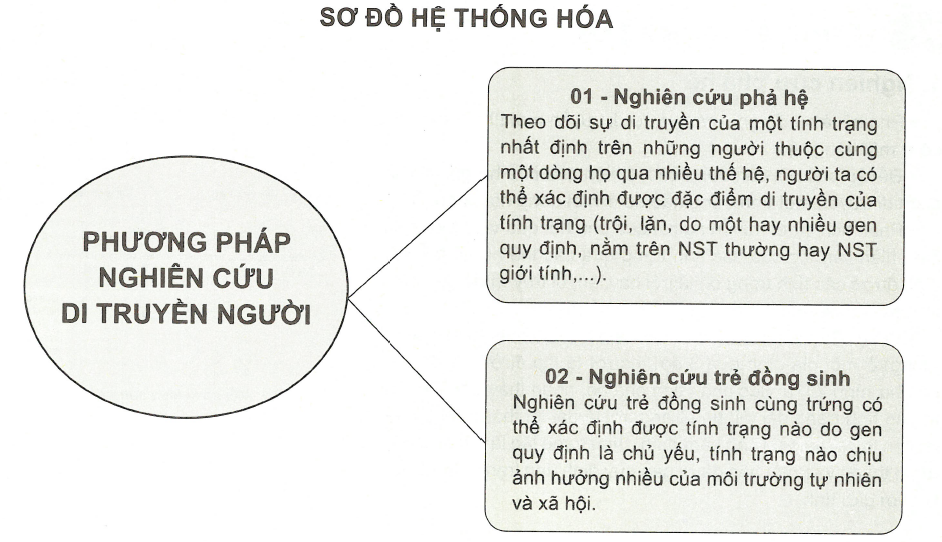 SƠ ĐỒ HỆ THỐNG HÓA
01 - Nghiên cứu phả hệ
Theo dõi sự di truyền của một tính trạng
nhất định trên những người thuộc cùng
một dòng họ qua nhiều thế hệ, người ta có
thể xác định được đặc điểm di truyền của
tính trạng (trội, lặn, do một hay nhiều gen
quy định, nằm trên NST thường hay NST
giới tính,...).
PHƯƠNG PHÁP
NGHIÊN CỨU
DI TRUYỀN NGƯỜI
02 - Nghiên cứu trẻ đồng sinh
Nghiên cứu trẻ đồng sinh cùng trứng có
thể xác định được tính trạng nào do gen
quy định là chủ yếu, tính trạng nào chịu
ảnh hưởng nhiều của môi trường tự nhiên
và xã hội.